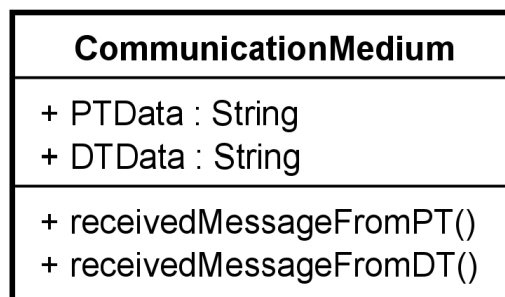 CommunicationMedium
+ PTData : String
+ DTData : String
+ receivedMessageFromPT()
+ receivedMessageFromDT()